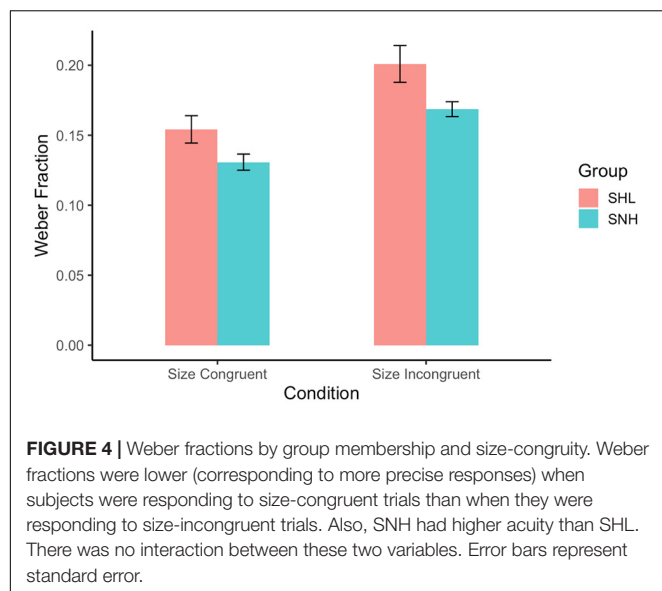 0.20
0.15
0.10
0.05
0.00
Weber Fraction
Size Congruent Size Incongruent
Condition
Group
SHL
SNH
FIGURE 4 | Weber fractions by group membership and size-congruity. Weber
fractions were lower (corresponding to more precise responses) when
subjects were responding to size-congruent trials than when they were
responding to size-incongruent trials. Also, SNH had higher acuity than SHL.
There was no interaction between these two variables. Error bars represent
standard error.